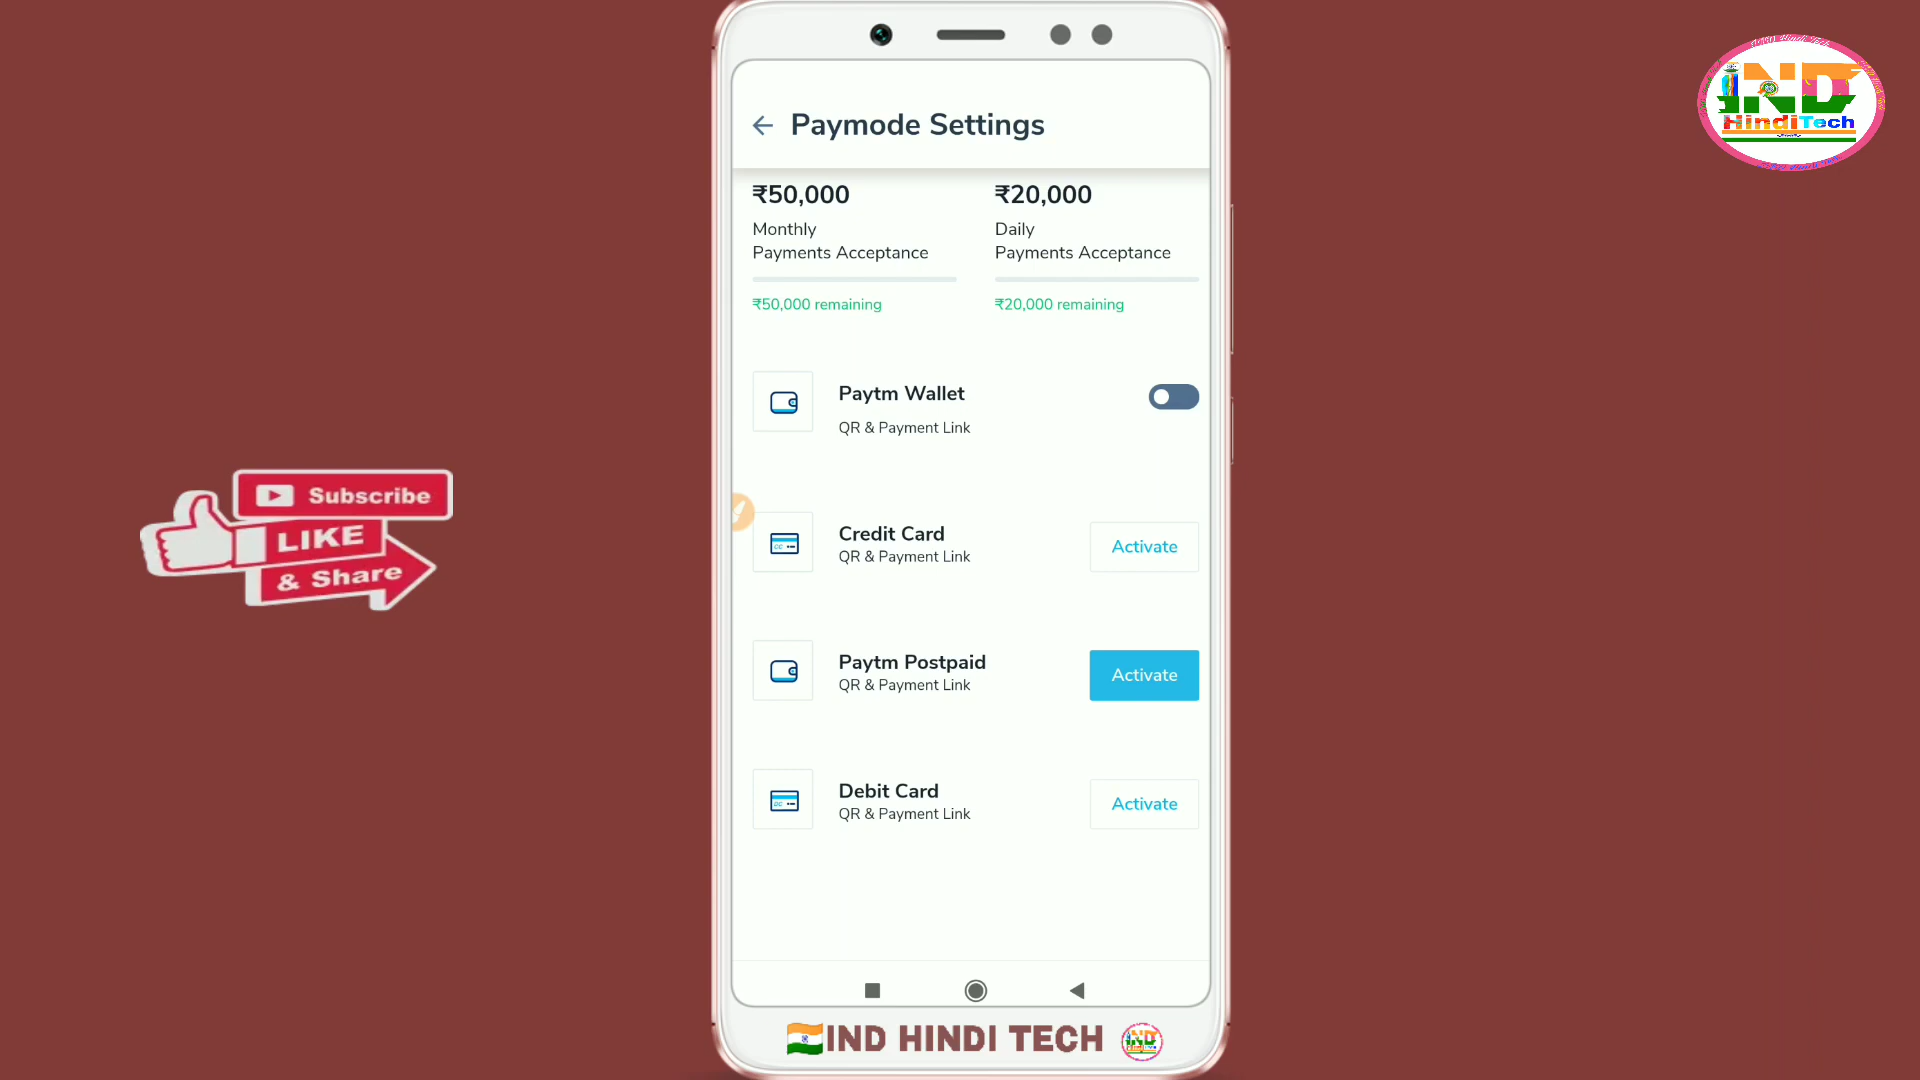 Paymode Settings
₹50,000
₹20,000
Monthly
Payments Acceptance
Daily
Payments Acceptance
₹50,000 remaining
₹20,000 remaining
Paytm Wallet
QR & Payment Link
Credit Card
QR & Payment Link
Activate
Paytm Postpaid
QR & Payment Link
Activate
Debit Card
QR & Payment Link
Activate
Subscribe
LIKE
& Share
IND
HindiTech
IND HINDI TECH